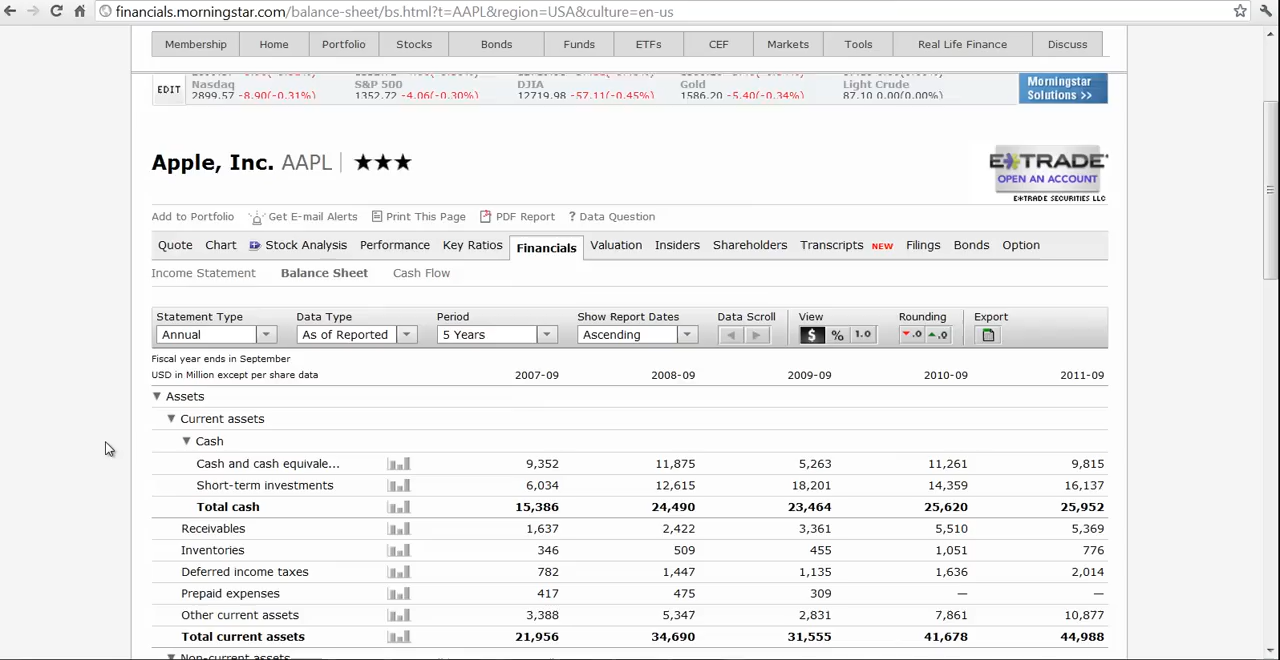 financials.morningstar.com/balance-sheet/bs.html?t=AAPL&region=USA&culture=en-us
Membership Home Portfolio Stocks Bonds Funds ETFs CEF Markets Tools Real Life Finance Discuss
EDIT Nasdaq S&P 500 DJIA Gold Light Crude Morningstar
2899.57 -8.90(-0.31%) 1352.72 -4.06(-0.30%) 12719.98 -57.11(-0.45%) 1586.20 -5.40(-0.34%) 87.10 0.00(0.00%) Solutions >>
Apple, Inc. AAPL ★★★
E*TRADE
OPEN AN ACCOUNT
E*TRADE SECURITIES LLC
Add to Portfolio Get E-mail Alerts Print This Page PDF Report ? Data Question
Quote Chart Stock Analysis Performance Key Ratios Financials Valuation Insiders Shareholders Transcripts NEW Filings Bonds Option
Income Statement Balance Sheet Cash Flow
Statement Type Data Type Period Show Report Dates Data Scroll View Rounding Export
Annual As of Reported 5 Years Ascending $ % 1.0 .0 .0
Fiscal year ends in September
USD in Million except per share data 2007-09 2008-09 2009-09 2010-09 2011-09
Assets
Current assets
Cash
Cash and cash equivale... 9,352 11,875 5,263 11,261 9,815
Short-term investments 6,034 12,615 18,201 14,359 16,137
Total cash 15,386 24,490 23,464 25,620 25,952
Receivables 1,637 2,422 3,361 5,510 5,369
Inventories 346 509 455 1,051 776
Deferred income taxes 782 1,447 1,135 1,636 2,014
Prepaid expenses 417 475 309 — —
Other current assets 3,388 5,347 2,831 7,861 10,877
Total current assets 21,956 34,690 31,555 41,678 44,988
Non-current assets